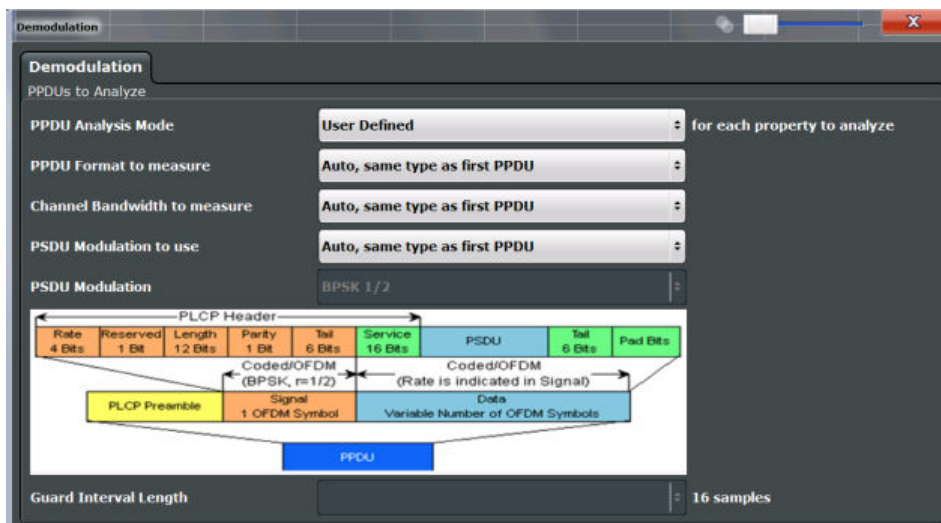 Demodulation
X
Demodulation
PPDUs to Analyze
PPDU Analysis Mode
User Defined
for each property to analyze
PPDU Format to measure
Auto, same type as first PPDU
Channel Bandwidth to measure
Auto, same type as first PPDU
PSDU Modulation to use
Auto, same type as first PPDU
PSDU Modulation
BPSK 1/2
PLCP Header
Rate
4 Bits
Reserved
1 Bit
Length
12 Bits
Parity
1 Bit
Tail
6 Bits
Service
16 Bits
PSDU
Tail
6 Bits
Pad Bits
Coded/OFDM
(BPSK, r=1/2)
Coded/OFDM
(Rate is indicated in Signal)
PLCP Preamble
Signal
1 OFDM Symbol
Data
Variable Number of OFDM Symbols
PPDU
Guard Interval Length
16 samples